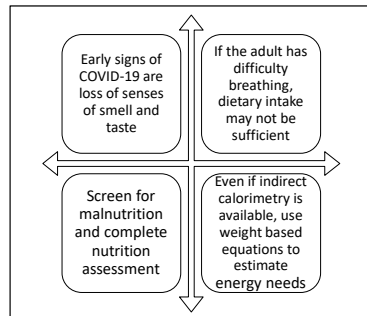 Early signs of
COVID-19 are
loss of senses
of smell and
taste
If the adult has
difficulty
breathing,
dietary intake
may not be
sufficient
Screen for
malnutrition
and complete
nutrition
assessment
Even if indirect
calorimetry is
available, use
weight based
equations to
estimate
energy needs